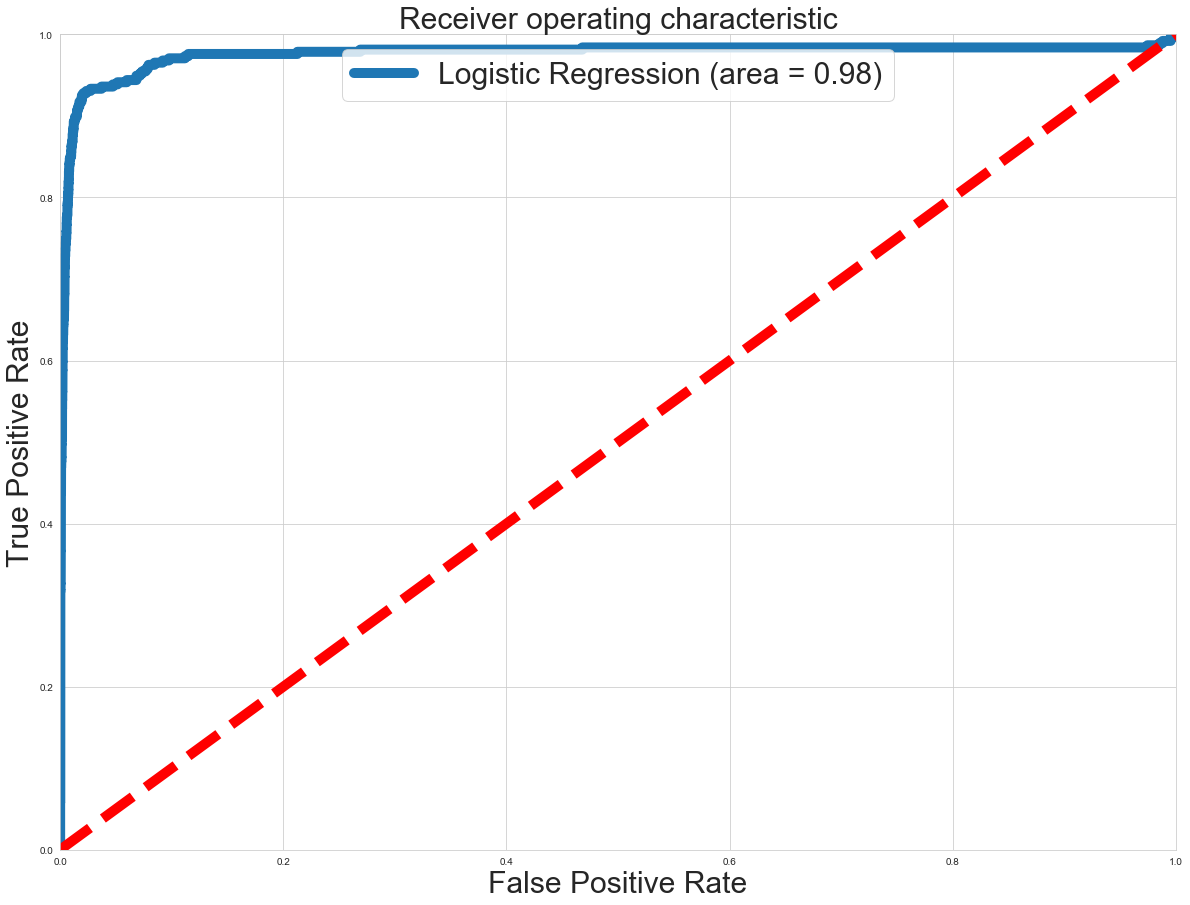 Receiver operating characteristic
Logistic Regression (area = 0.98)
True Positive Rate
1.0
0.8
0.6
0.4
0.2
0.0
0.0 0.2 0.4 0.6 0.8 1.0
False Positive Rate